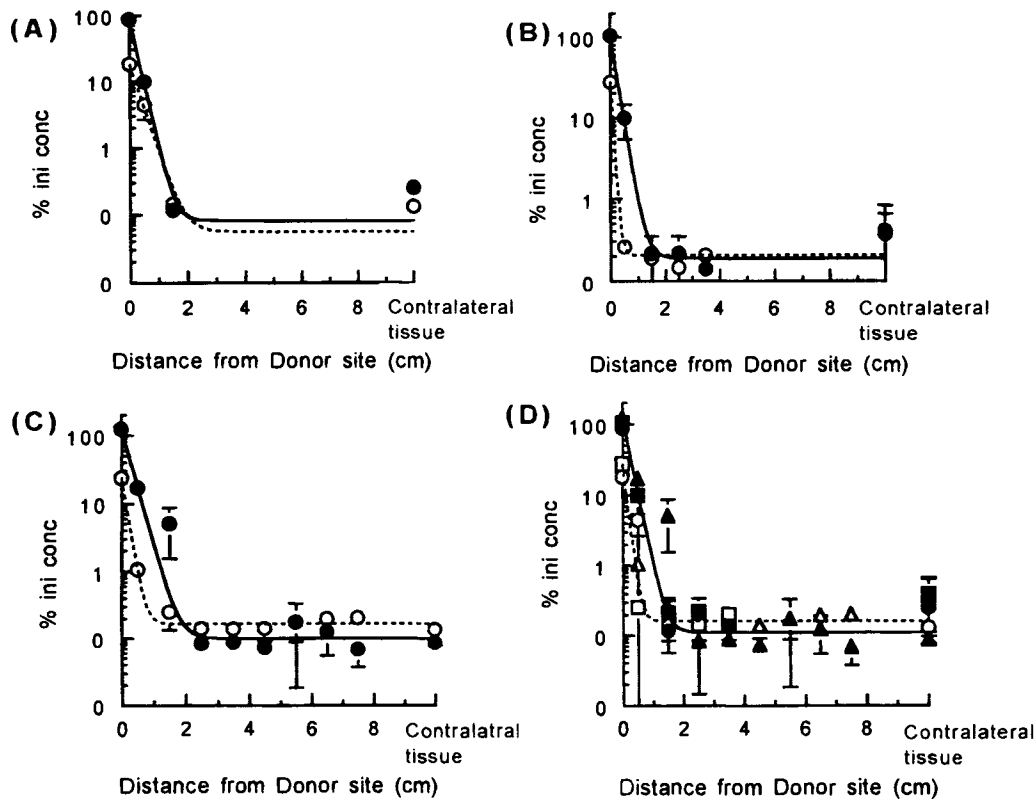 (A)
100
10
1
0
0
% ini conc
0 2 4 6 8
Contralateral
tissue
Distance from Donor site (cm)
(B)
100
10
1
0
% ini conc
0 2 4 6 8
Contralateral
tissue
Distance from Donor site (cm)
(C)
100
10
1
0
0
% ini conc
0 2 4 6 8
Contralatral
tissue
Distance from Donor site (cm)
(D)
100
10
1
0
0
% ini conc
0 2 4 6 8
Contralateral
tissue
Distance from Donor site (cm)